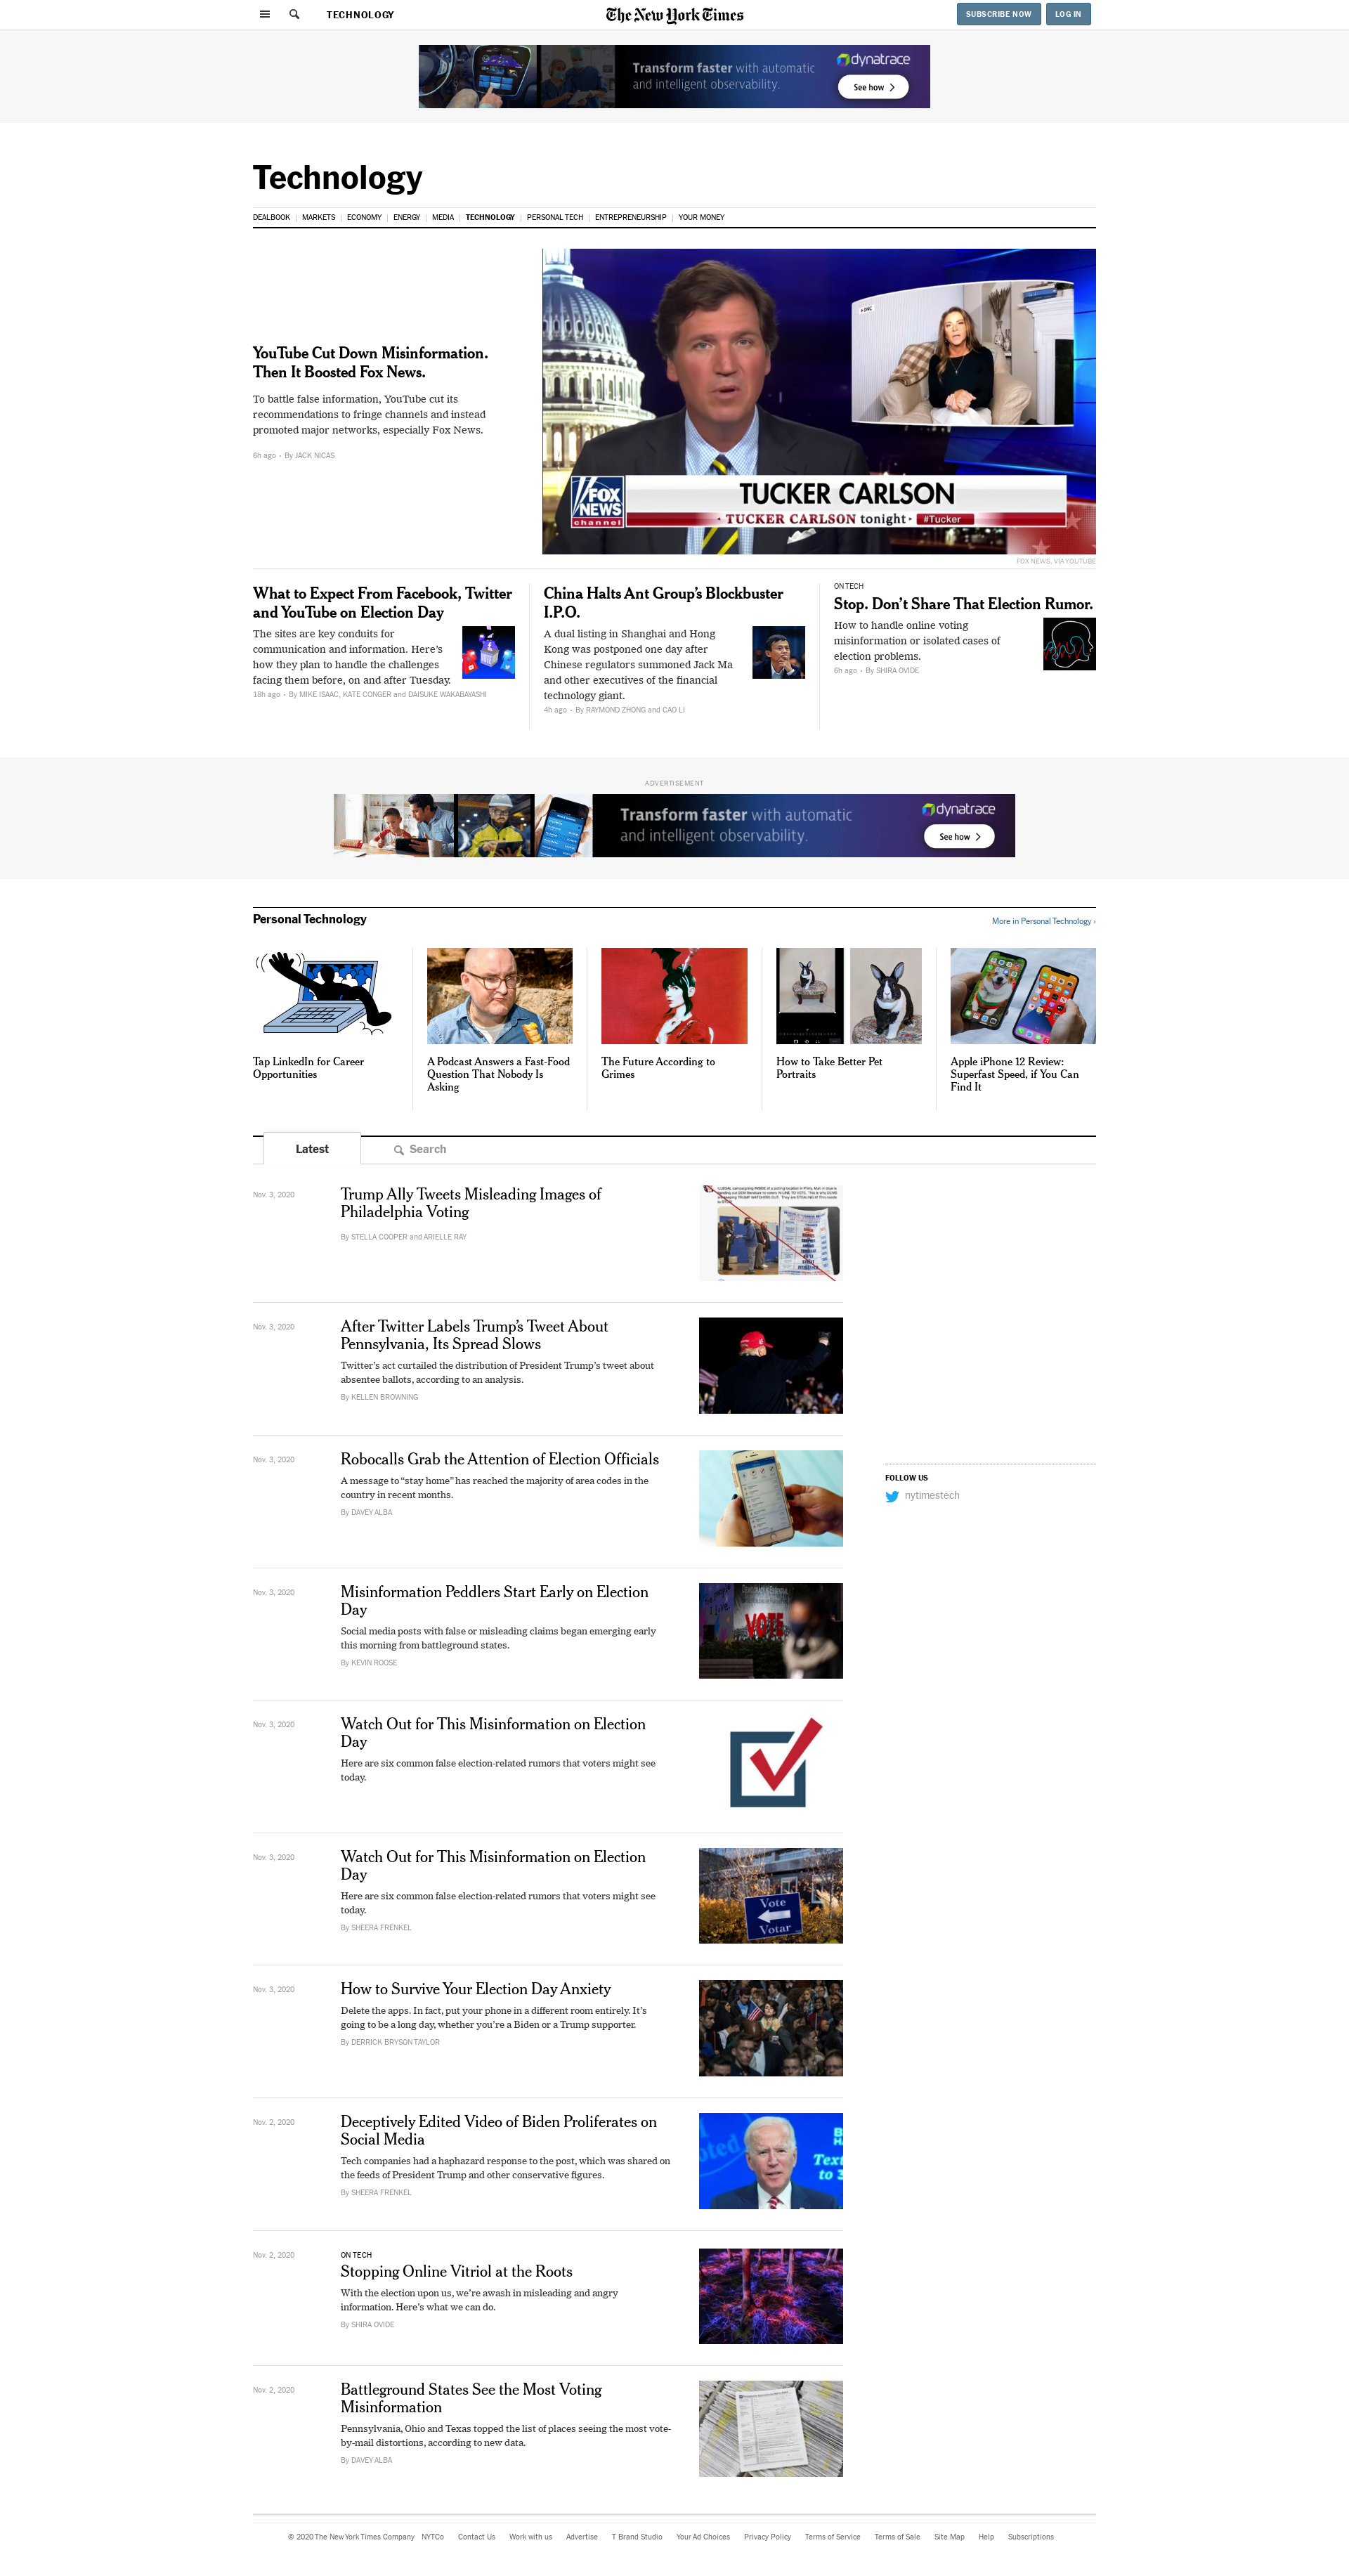 TECHNOLOGY
The New York Times
SUBSCRIBE NOW
LOG IN
Transform faster with automatic
and intelligent observability.
dynatrace
See how
Technology
DEALBOOK
MARKETS
ECONOMY
ENERGY
MEDIA
TECHNOLOGY
PERSONAL TECH
ENTREPRENEURSHIP
YOUR MONEY
YouTube Cut Down Misinformation.
Then It Boosted Fox News.
To battle false information, YouTube cut its
recommendations to fringe channels and instead
promoted major networks, especially Fox News.
6h ago • By JACK NICAS
FOX
NEWS
channel
TUCKER CARLSON
TUCKER CARLSON tonight
#Tucker
FOX NEWS, VIA YOUTUBE
What to Expect From Facebook, Twitter
and YouTube on Election Day
The sites are key conduits for
communication and information. Here’s
how they plan to handle the challenges
facing them before, on and after Tuesday.
18h ago • By MIKE ISAAC, KATE CONGER and DAISUKE WAKABAYASHI
China Halts Ant Group’s Blockbuster
I.P.O.
A dual listing in Shanghai and Hong
Kong was postponed one day after
Chinese regulators summoned Jack Ma
and other executives of the financial
technology giant.
4h ago • By RAYMOND ZHONG and CAO LI
ON TECH
Stop. Don’t Share That Election Rumor.
How to handle online voting
misinformation or isolated cases of
election problems.
6h ago • By SHIRA OVIDE
ADVERTISEMENT
Transform faster with automatic
and intelligent observability.
dynatrace
See how
Personal Technology
More in Personal Technology ›
Tap LinkedIn for Career
Opportunities
A Podcast Answers a Fast-Food
Question That Nobody Is
Asking
The Future According to
Grimes
How to Take Better Pet
Portraits
Apple iPhone 12 Review:
Superfast Speed, if You Can
Find It
Latest
Search
Nov. 3, 2020
Trump Ally Tweets Misleading Images of
Philadelphia Voting
By STELLA COOPER and ARIELLE RAY
Nov. 3, 2020
After Twitter Labels Trump’s Tweet About
Pennsylvania, Its Spread Slows
Twitter’s act curtailed the distribution of President Trump’s tweet about
absentee ballots, according to an analysis.
By KELLEN BROWNING
Nov. 3, 2020
Robocalls Grab the Attention of Election Officials
A message to “stay home” has reached the majority of area codes in the
country in recent months.
By DAVEY ALBA
FOLLOW US
nytimestech
Nov. 3, 2020
Misinformation Peddlers Start Early on Election
Day
Social media posts with false or misleading claims began emerging early
this morning from battleground states.
By KEVIN ROOSE
VOTE
Nov. 3, 2020
Watch Out for This Misinformation on Election
Day
Here are six common false election-related rumors that voters might see
today.
Nov. 3, 2020
Watch Out for This Misinformation on Election
Day
Here are six common false election-related rumors that voters might see
today.
By SHEERA FRENKEL
Vote
Votar
Nov. 3, 2020
How to Survive Your Election Day Anxiety
Delete the apps. In fact, put your phone in a different room entirely. It’s
going to be a long day, whether you’re a Biden or a Trump supporter.
By DERRICK BRYSON TAYLOR
Nov. 2, 2020
Deceptively Edited Video of Biden Proliferates on
Social Media
Tech companies had a haphazard response to the post, which was shared on
the feeds of President Trump and other conservative figures.
By SHEERA FRENKEL
Text
to 3
Nov. 2, 2020
ON TECH
Stopping Online Vitriol at the Roots
With the election upon us, we’re awash in misleading and angry
information. Here’s what we can do.
By SHIRA OVIDE
Nov. 2, 2020
Battleground States See the Most Voting
Misinformation
Pennsylvania, Ohio and Texas topped the list of places seeing the most vote-
by-mail distortions, according to new data.
By DAVEY ALBA
© 2020 The New York Times Company
NYTCo
Contact Us
Work with us
Advertise
T Brand Studio
Your Ad Choices
Privacy Policy
Terms of Service
Terms of Sale
Site Map
Help
Subscriptions